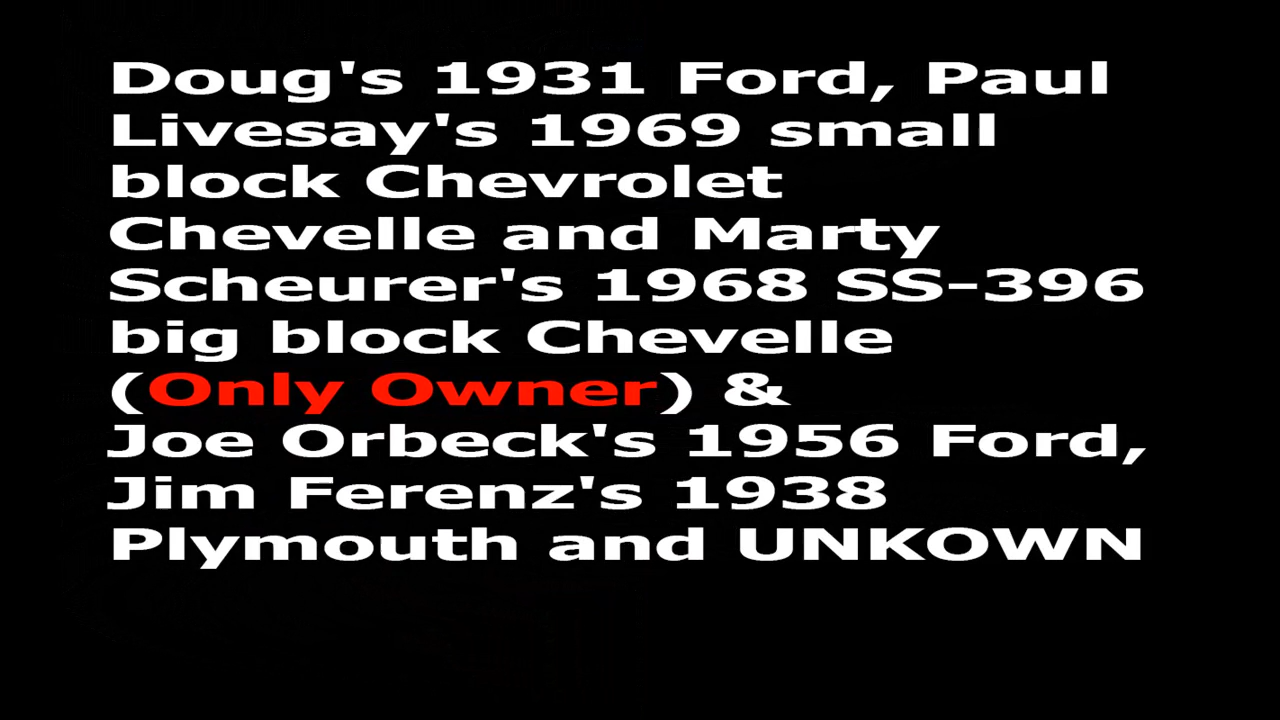 Doug's 1931 Ford, Paul
Livesay's 1969 small
block Chevrolet
Chevelle and Marty
Scheurer's 1968 SS-396
big block Chevelle
(Only Owner) &
Joe Orbeck's 1956 Ford,
Jim Ferenz's 1938
Plymouth and UNKOWN